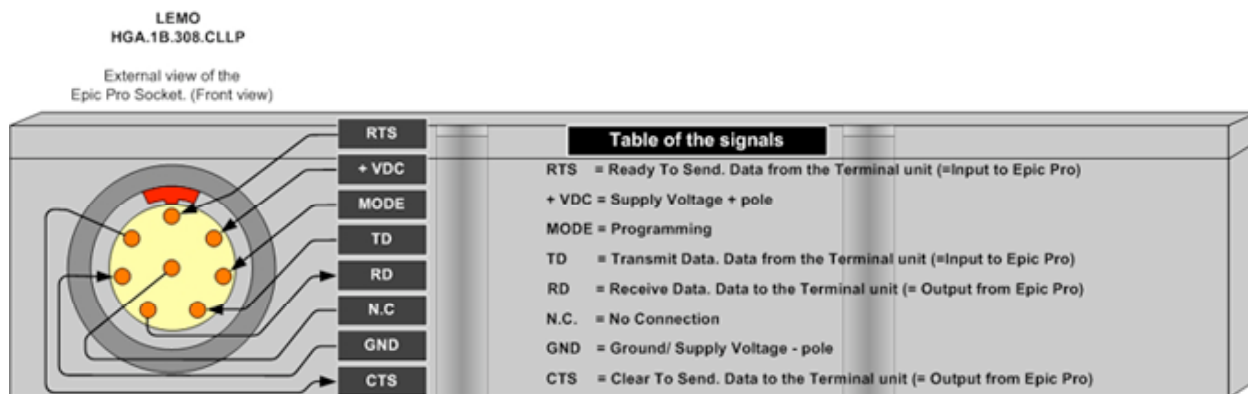 LEMO
HGA.1B.308.CLLP
External view of the
Epic Pro Socket. (Front view)
RTS
+ VDC
MODE
TD
RD
N.C
GND
CTS
Table of the signals
RTS = Ready To Send. Data from the Terminal unit (=Input to Epic Pro)
+ VDC = Supply Voltage + pole
MODE = Programming
TD = Transmit Data. Data from the Terminal unit (=Input to Epic Pro)
RD = Receive Data. Data to the Terminal unit (= Output from Epic Pro)
N.C. = No Connection
GND = Ground/ Supply Voltage - pole
CTS = Clear To Send. Data to the Terminal unit (= Output from Epic Pro)